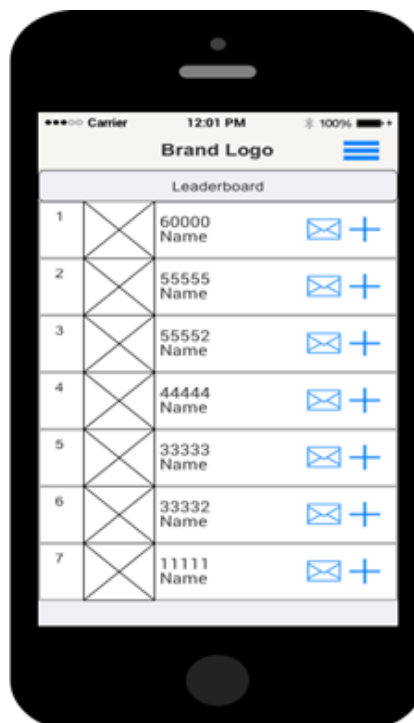 Carrier 12:01 PM 100%
Brand Logo
Leaderboard
1
60000
Name
2
55555
Name
3
55552
Name
4
44444
Name
5
33333
Name
6
33332
Name
7
11111
Name